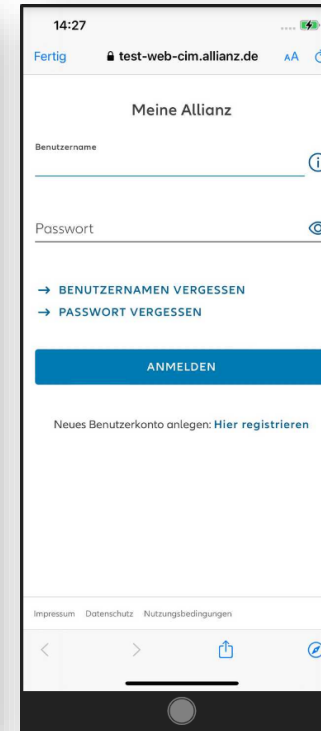 14:27
Fertig test-web-cim.allianz.de AA
Meine Allianz
Benutzername
Passwort
→ BENUTZERNAMEN VERGESSEN
→ PASSWORT VERGESSEN
ANMELDEN
Neues Benutzerkonto anlegen: Hier registrieren
Impressum Datenschutz Nutzungsbedingungen